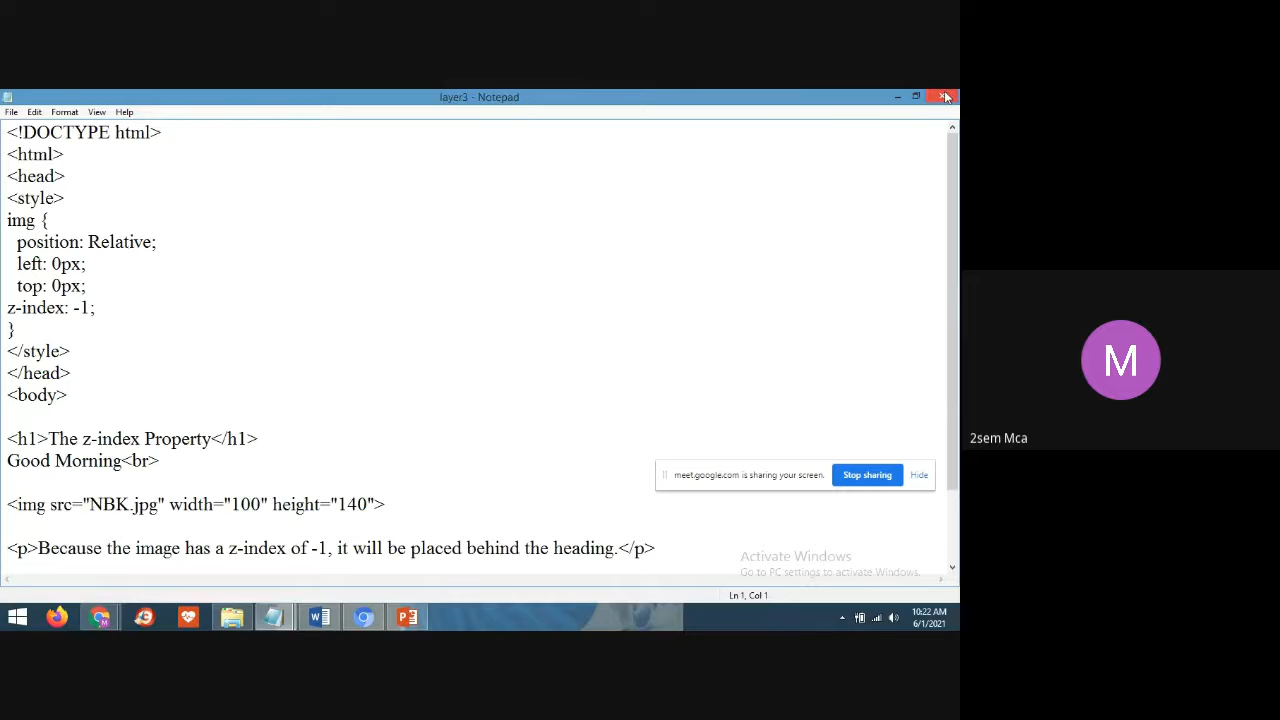 layer3 - Notepad
File Edit Format View Help
<!DOCTYPE html>
<html>
<head>
<style>
img {
position: Relative;
left: 0px;
top: 0px;
z-index: -1;
}
</style>
</head>
<body>
<h1>The z-index Property</h1>
Good Morning<br>
<img src="NBK.jpg" width="100" height="140">
<p>Because the image has a z-index of -1, it will be placed behind the heading.</p>
meet.google.com is sharing your screen. Stop sharing Hide
Activate Windows
Go to PC settings to activate Windows.
Ln 1, Col 1
10:22 AM
6/1/2021
M
2sem Mca